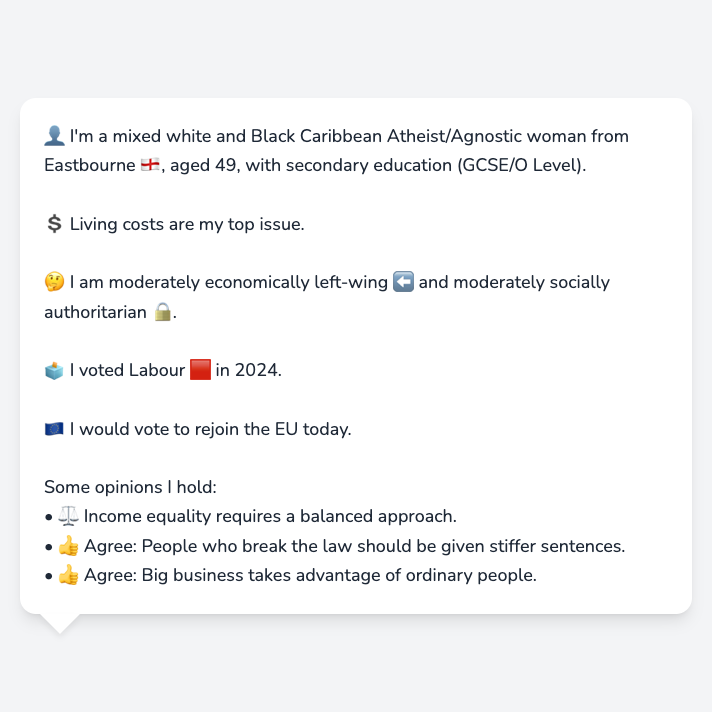 👤 I'm a mixed white and Black Caribbean Atheist/Agnostic woman from
Eastbourne 🏴󠁧󠁢󠁥󠁮󠁧󠁿, aged 49, with secondary education (GCSE/O Level).
💲 Living costs are my top issue.
🤔 I am moderately economically left-wing ⬅️ and moderately socially
authoritarian 🔒.
🗳️ I voted Labour 🟥 in 2024.
🇪🇺 I would vote to rejoin the EU today.
Some opinions I hold:
• ⚖️ Income equality requires a balanced approach.
• 👍 Agree: People who break the law should be given stiffer sentences.
• 👍 Agree: Big business takes advantage of ordinary people.